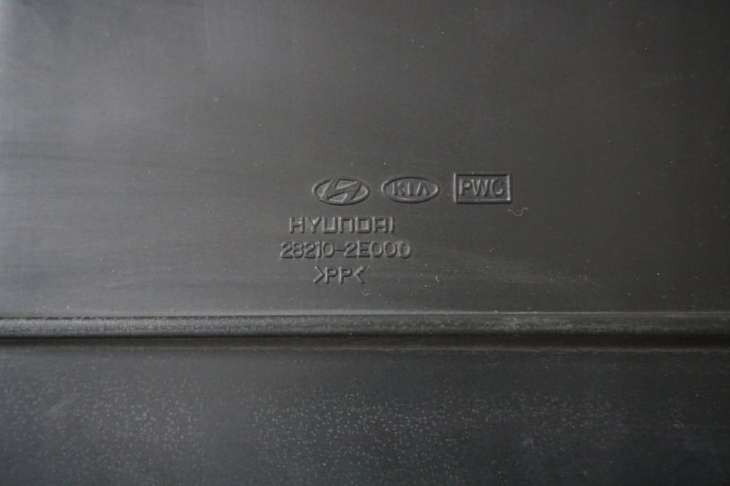 KIA PWC
HYUNDAI
28210-2E000
>PP<